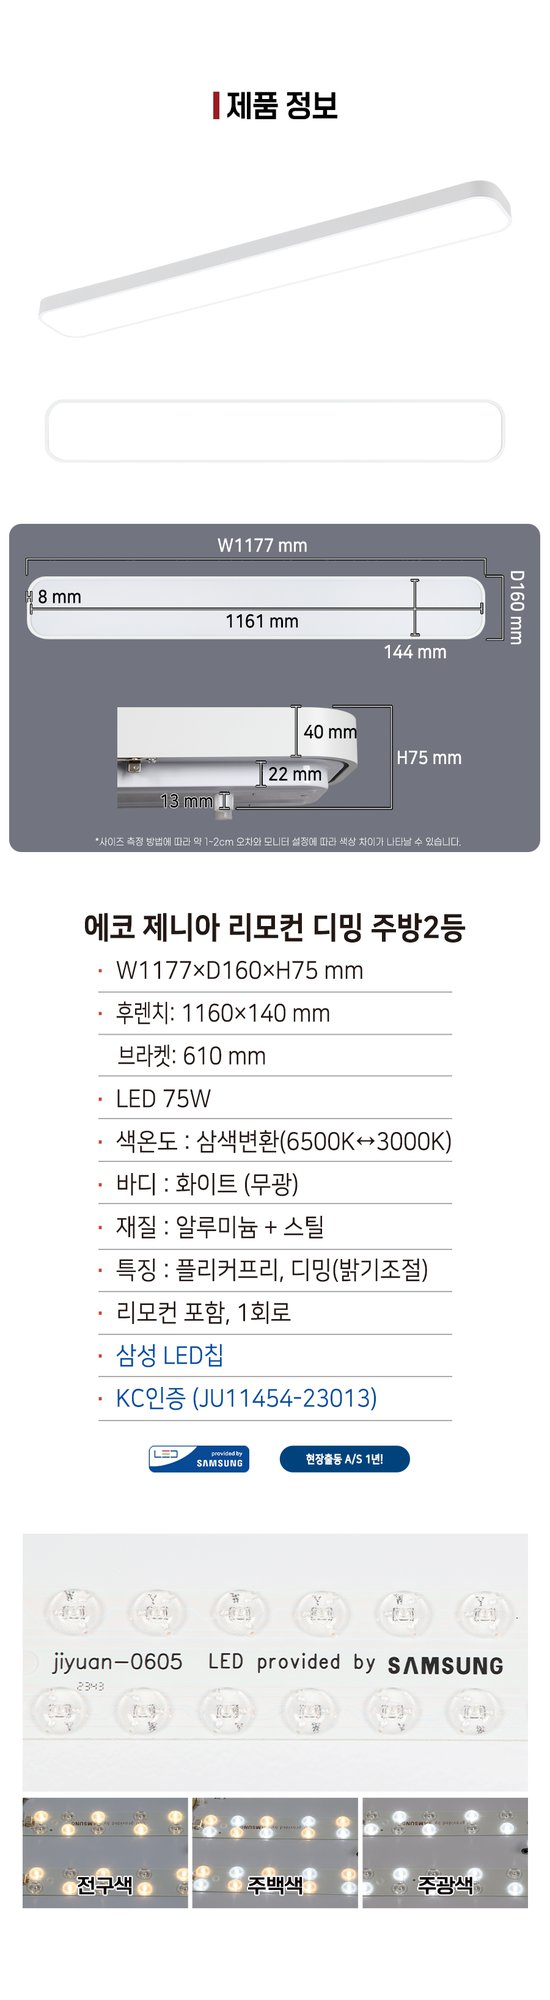 제품 정보
W1177 mm
8 mm
1161 mm
D160 mm
144 mm
40 mm
H75 mm
22 mm
13 mm
*사이즈 측정 방법에 따라 약 1~2cm 오차와 모니터 설정에 따라 색상 차이가 나타날 수 있습니다.
에코 제니아 리모컨 디밍 주방2등
· W1177×D160×H75 mm
· 후렌치: 1160×140 mm
브라켓: 610 mm
· LED 75W
· 색온도 : 삼색변환(6500K↔3000K)
· 바디 : 화이트 (무광)
· 재질 : 알루미늄 + 스틸
· 특징 : 플리커프리, 디밍(밝기조절)
· 리모컨 포함, 1회로
· 삼성 LED칩
· KC인증 (JU11454-23013)
LED provided by SAMSUNG
현장출동 A/S 1년!
jiyuan-0605 LED provided by SAMSUNG
2343
전구색
주백색
주광색